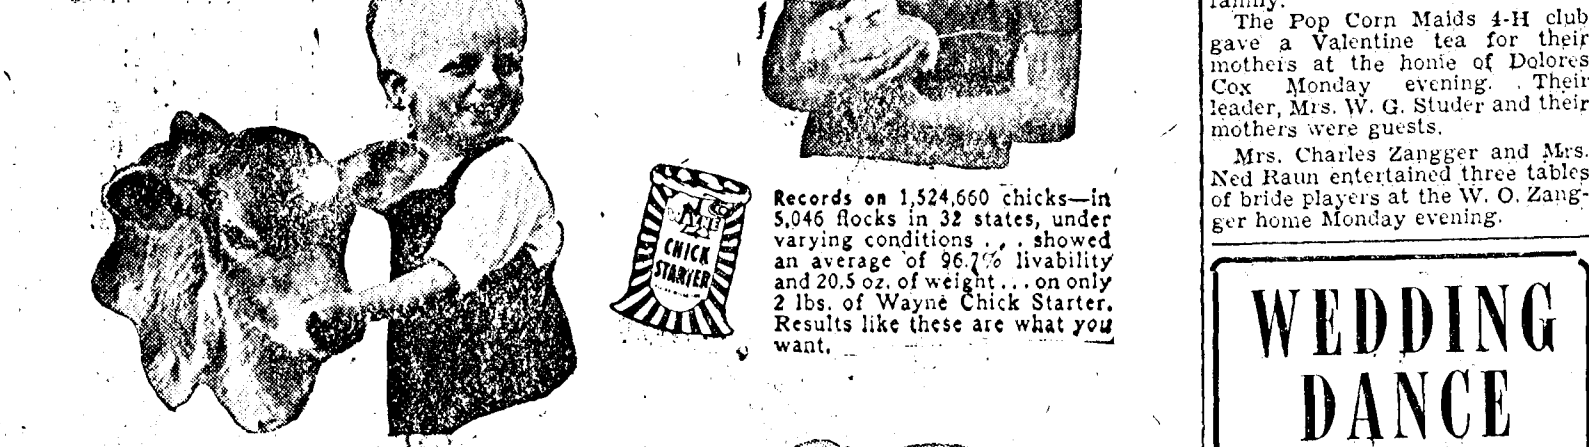 CHICK
STARTER
Records on 1,524,660 chicks—in
5,046 flocks in 32 states, under
varying conditions . . . showed
an average of 96.7% livability
and 20.5 oz. of weight...on only
2 lbs. of Wayne Chick Starter.
Results like these are what you
want.
family.
The Pop Corn Maids 4-H club
gave a Valentine tea for their
mothers at the home of Dolores
Cox Monday evening. Their
leader, Mrs. W. G. Studer and their
mothers were guests.
Mrs. Charles Zangger and Mrs.
Ned Raun entertained three tables
of bride players at the W. O. Zang-
ger home Monday evening.
WEDDING
DANCE